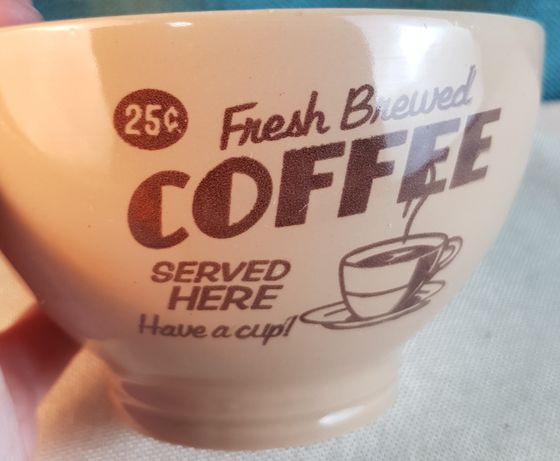 25¢
Fresh Brewed
COFFEE
SERVED
HERE
Have a cup!